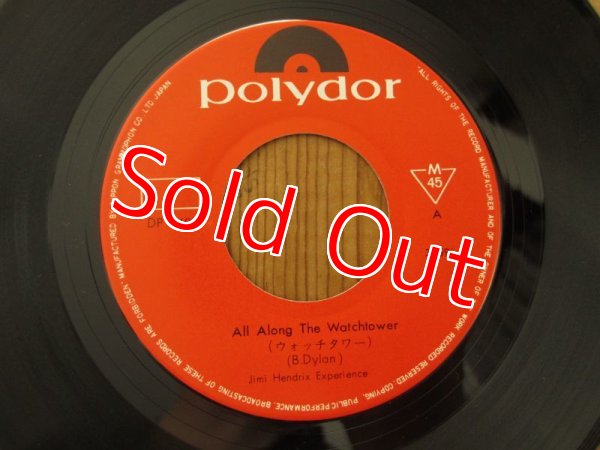 polydor
DP
M
45
A
Sold Out
All Along The Watchtower
(ウォッチタワー)
(B.Dylan)
Jimi Hendrix Experience
"ALL RIGHTS OF THE RECORD MANUFACTURER AND OF THE OWNER OF WORK RECORDED RESERVED. COPYING, PUBLIC PERFORMANCE, BROADCASTING OF THESE RECORDS ARE FORBIDDEN." MANUFACTURED BY NIPPON GRAMMOPHON CO. LTD. JAPAN